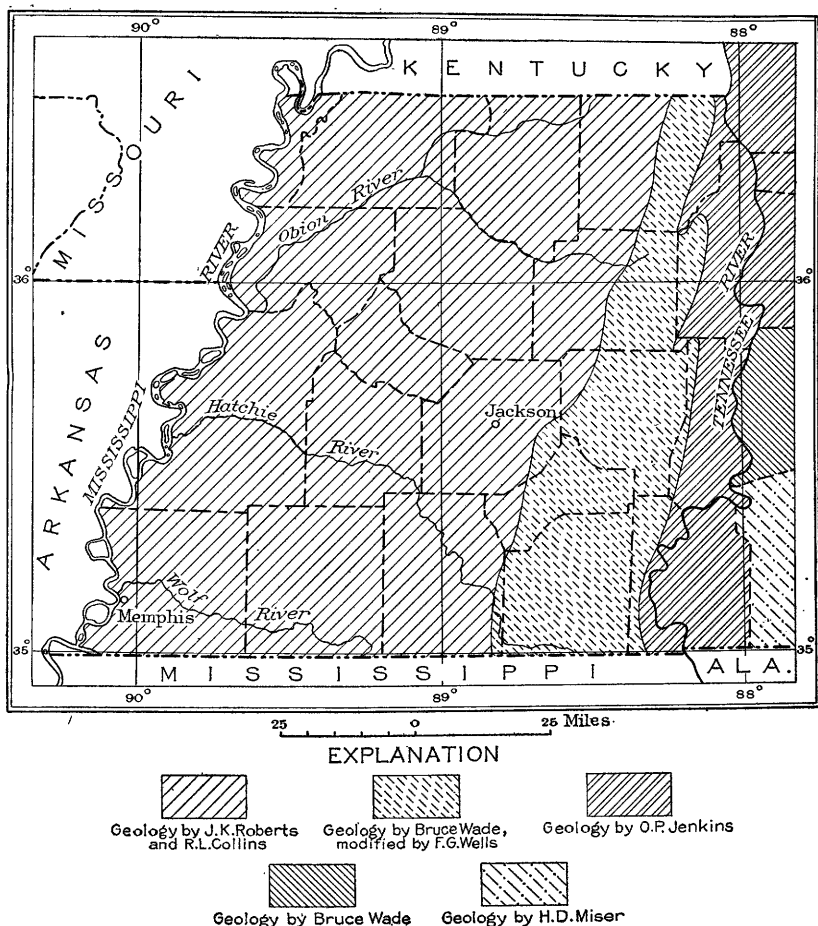 90°
89°
88°
KENTUCKY
MISSOURI
Obion River
RIVER
36°
36°
RIVER
TENNESSEE
ARKANSAS
MISSISSIPPI
Hatchie
River
Jackson
Wolf
River
Memphis
35°
35°
MISSISSIPPI
ALA.
90°
89°
88°
25 0 25 Miles
EXPLANATION
Geology by J.K.Roberts
and R.L.Collins
Geology by Bruce Wade,
modified by F.G.Wells
Geology by O.P. Jenkins
Geology by Bruce Wade
Geology by H.D.Miser